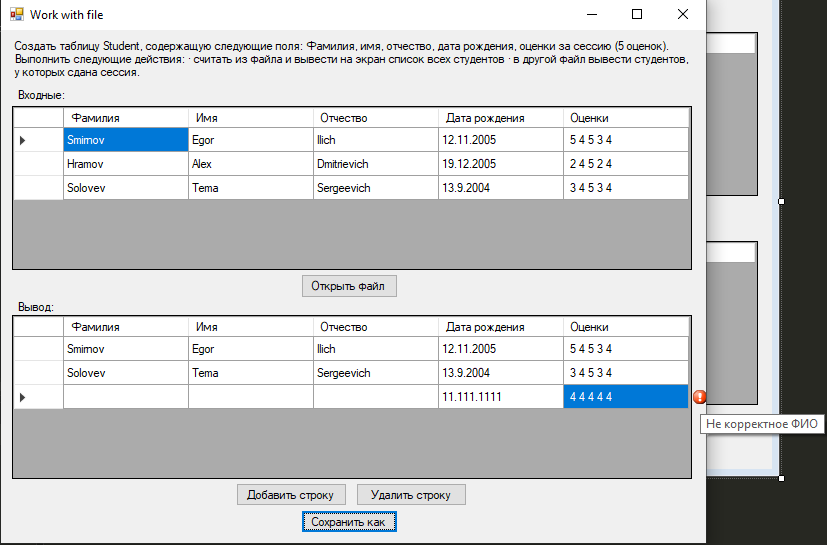 Work with file
Создать таблицу Student, содержащую следующие поля: Фамилия, имя, отчество, дата рождения, оценки за сессию (5 оценок).
Выполнить следующие действия: · считать из файла и вывести на экран список всех студентов · в другой файл вывести студентов,
у которых сдана сессия.
Входные:
Фамилия Имя Отчество Дата рождения Оценки
Smirnov Egor Ilich 12.11.2005 5 4 5 3 4
Hramov Alex Dmitrievich 19.12.2005 2 4 5 2 4
Solovev Tema Sergeevich 13.9.2004 3 4 5 3 4
Открыть файл
Вывод:
Фамилия Имя Отчество Дата рождения Оценки
Smirnov Egor Ilich 12.11.2005 5 4 5 3 4
Solovev Tema Sergeevich 13.9.2004 3 4 5 3 4
11.111.1111 4 4 4 4 4
Не корректное ФИО
Добавить строку Удалить строку
Сохранить как